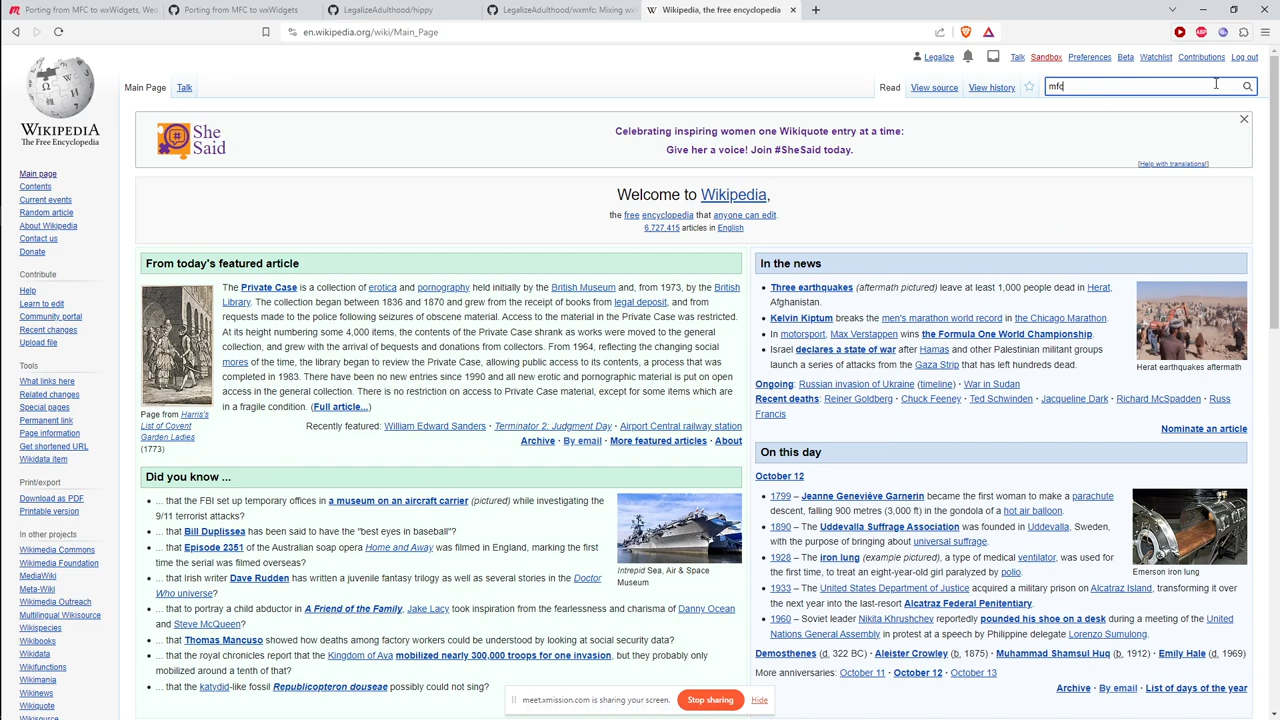 Porting from MFC to wxWidgets, Wed
Porting from MFC to wxWidgets
LegalizeAdulthood/hippy
LegalizeAdulthood/wxmfc: Mixing wx
Wikipedia, the free encyclopedia
en.wikipedia.org/wiki/Main_Page
Legalize
Talk
Sandbox
Preferences
Beta
Watchlist
Contributions
Log out
Main Page
Talk
Read
View source
View history
mfc
WIKIPEDIA
The Free Encyclopedia
She
Said
Celebrating inspiring women one Wikiquote entry at a time:
Give her a voice! Join #SheSaid today.
[Help with translations!]
Main page
Contents
Current events
Random article
About Wikipedia
Contact us
Donate
Contribute
Help
Learn to edit
Community portal
Recent changes
Upload file
Tools
What links here
Related changes
Special pages
Permanent link
Page information
Get shortened URL
Wikidata item
Print/export
Download as PDF
Printable version
In other projects
Wikimedia Commons
Wikimedia Foundation
MediaWiki
Meta-Wiki
Wikimedia Outreach
Multilingual Wikisource
Wikispecies
Wikibooks
Wikidata
Wikifunctions
Wikimania
Wikinews
Wikiquote
Wikisource
Welcome to Wikipedia,
the free encyclopedia that anyone can edit.
6,727,415 articles in English
From today's featured article
The Private Case is a collection of erotica and pornography held initially by the British Museum and, from 1973, by the British
Library. The collection began between 1836 and 1870 and grew from the receipt of books from legal deposit, and from
requests made to the police following seizures of obscene material. Access to the material in the Private Case was restricted.
At its height numbering some 4,000 items, the contents of the Private Case shrank as works were moved to the general
collection, and grew with the arrival of bequests and donations from collectors. From 1964, reflecting the changing social
mores of the time, the library began to review the Private Case, allowing public access to its contents, a process that was
completed in 1983. There have been no new entries since 1990 and all new erotic and pornographic material is put on open
access in the general collection. There is no restriction on access to Private Case material, except for some items which are
in a fragile condition. (Full article...)
Page from Harris's
List of Covent
Garden Ladies
(1773)
Recently featured: William Edward Sanders · Terminator 2: Judgment Day · Airport Central railway station
Archive · By email · More featured articles · About
Did you know ...
... that the FBI set up temporary offices in a museum on an aircraft carrier (pictured) while investigating the
9/11 terrorist attacks?
... that Bill Duplissea has been said to have the "best eyes in baseball"?
... that Episode 2351 of the Australian soap opera Home and Away was filmed in England, marking the first
time the serial was filmed overseas?
... that Irish writer Dave Rudden has written a juvenile fantasy trilogy as well as several stories in the Doctor
Who universe?
... that to portray a child abductor in A Friend of the Family, Jake Lacy took inspiration from the fearlessness and charisma of Danny Ocean
and Steve McQueen?
... that Thomas Mancuso showed how deaths among factory workers could be understood by looking at social security data?
... that the royal chronicles report that the Kingdom of Ava mobilized nearly 300,000 troops for one invasion, but they probably only
mobilized around a tenth of that?
... that the katydid-like fossil Republicopteron douseae possibly could not sing?
Intrepid Sea, Air & Space
Museum
In the news
Three earthquakes (aftermath pictured) leave at least 1,000 people dead in Herat,
Afghanistan.
Kelvin Kiptum breaks the men's marathon world record in the Chicago Marathon.
In motorsport, Max Verstappen wins the Formula One World Championship.
Israel declares a state of war after Hamas and other Palestinian militant groups
launch a series of attacks from the Gaza Strip that has left hundreds dead.
Herat earthquakes aftermath
Ongoing: Russian invasion of Ukraine (timeline) · War in Sudan
Recent deaths: Reiner Goldberg · Chuck Feeney · Ted Schwinden · Jacqueline Dark · Richard McSpadden · Russ
Francis
Nominate an article
On this day
October 12
1799 – Jeanne Geneviève Garnerin became the first woman to make a parachute
descent, falling 900 metres (3,000 ft) in the gondola of a hot air balloon.
1890 – The Uddevalla Suffrage Association was founded in Uddevalla, Sweden,
with the purpose of bringing about universal suffrage.
1928 – The iron lung (example pictured), a type of medical ventilator, was used for
the first time, to treat an eight-year-old girl paralyzed by polio.
1933 – The United States Department of Justice acquired a military prison on Alcatraz Island, transforming it over
the next year into the last-resort Alcatraz Federal Penitentiary.
1960 – Soviet leader Nikita Khrushchev reportedly pounded his shoe on a desk during a meeting of the United
Nations General Assembly in protest at a speech by Philippine delegate Lorenzo Sumulong.
Emerson iron lung
Demosthenes (d. 322 BC) · Aleister Crowley (b. 1875) · Muhammad Shamsul Huq (b. 1912) · Emily Hale (d. 1969)
More anniversaries: October 11 · October 12 · October 13
Archive · By email · List of days of the year
meet.xmission.com is sharing your screen.
Stop sharing
Hide